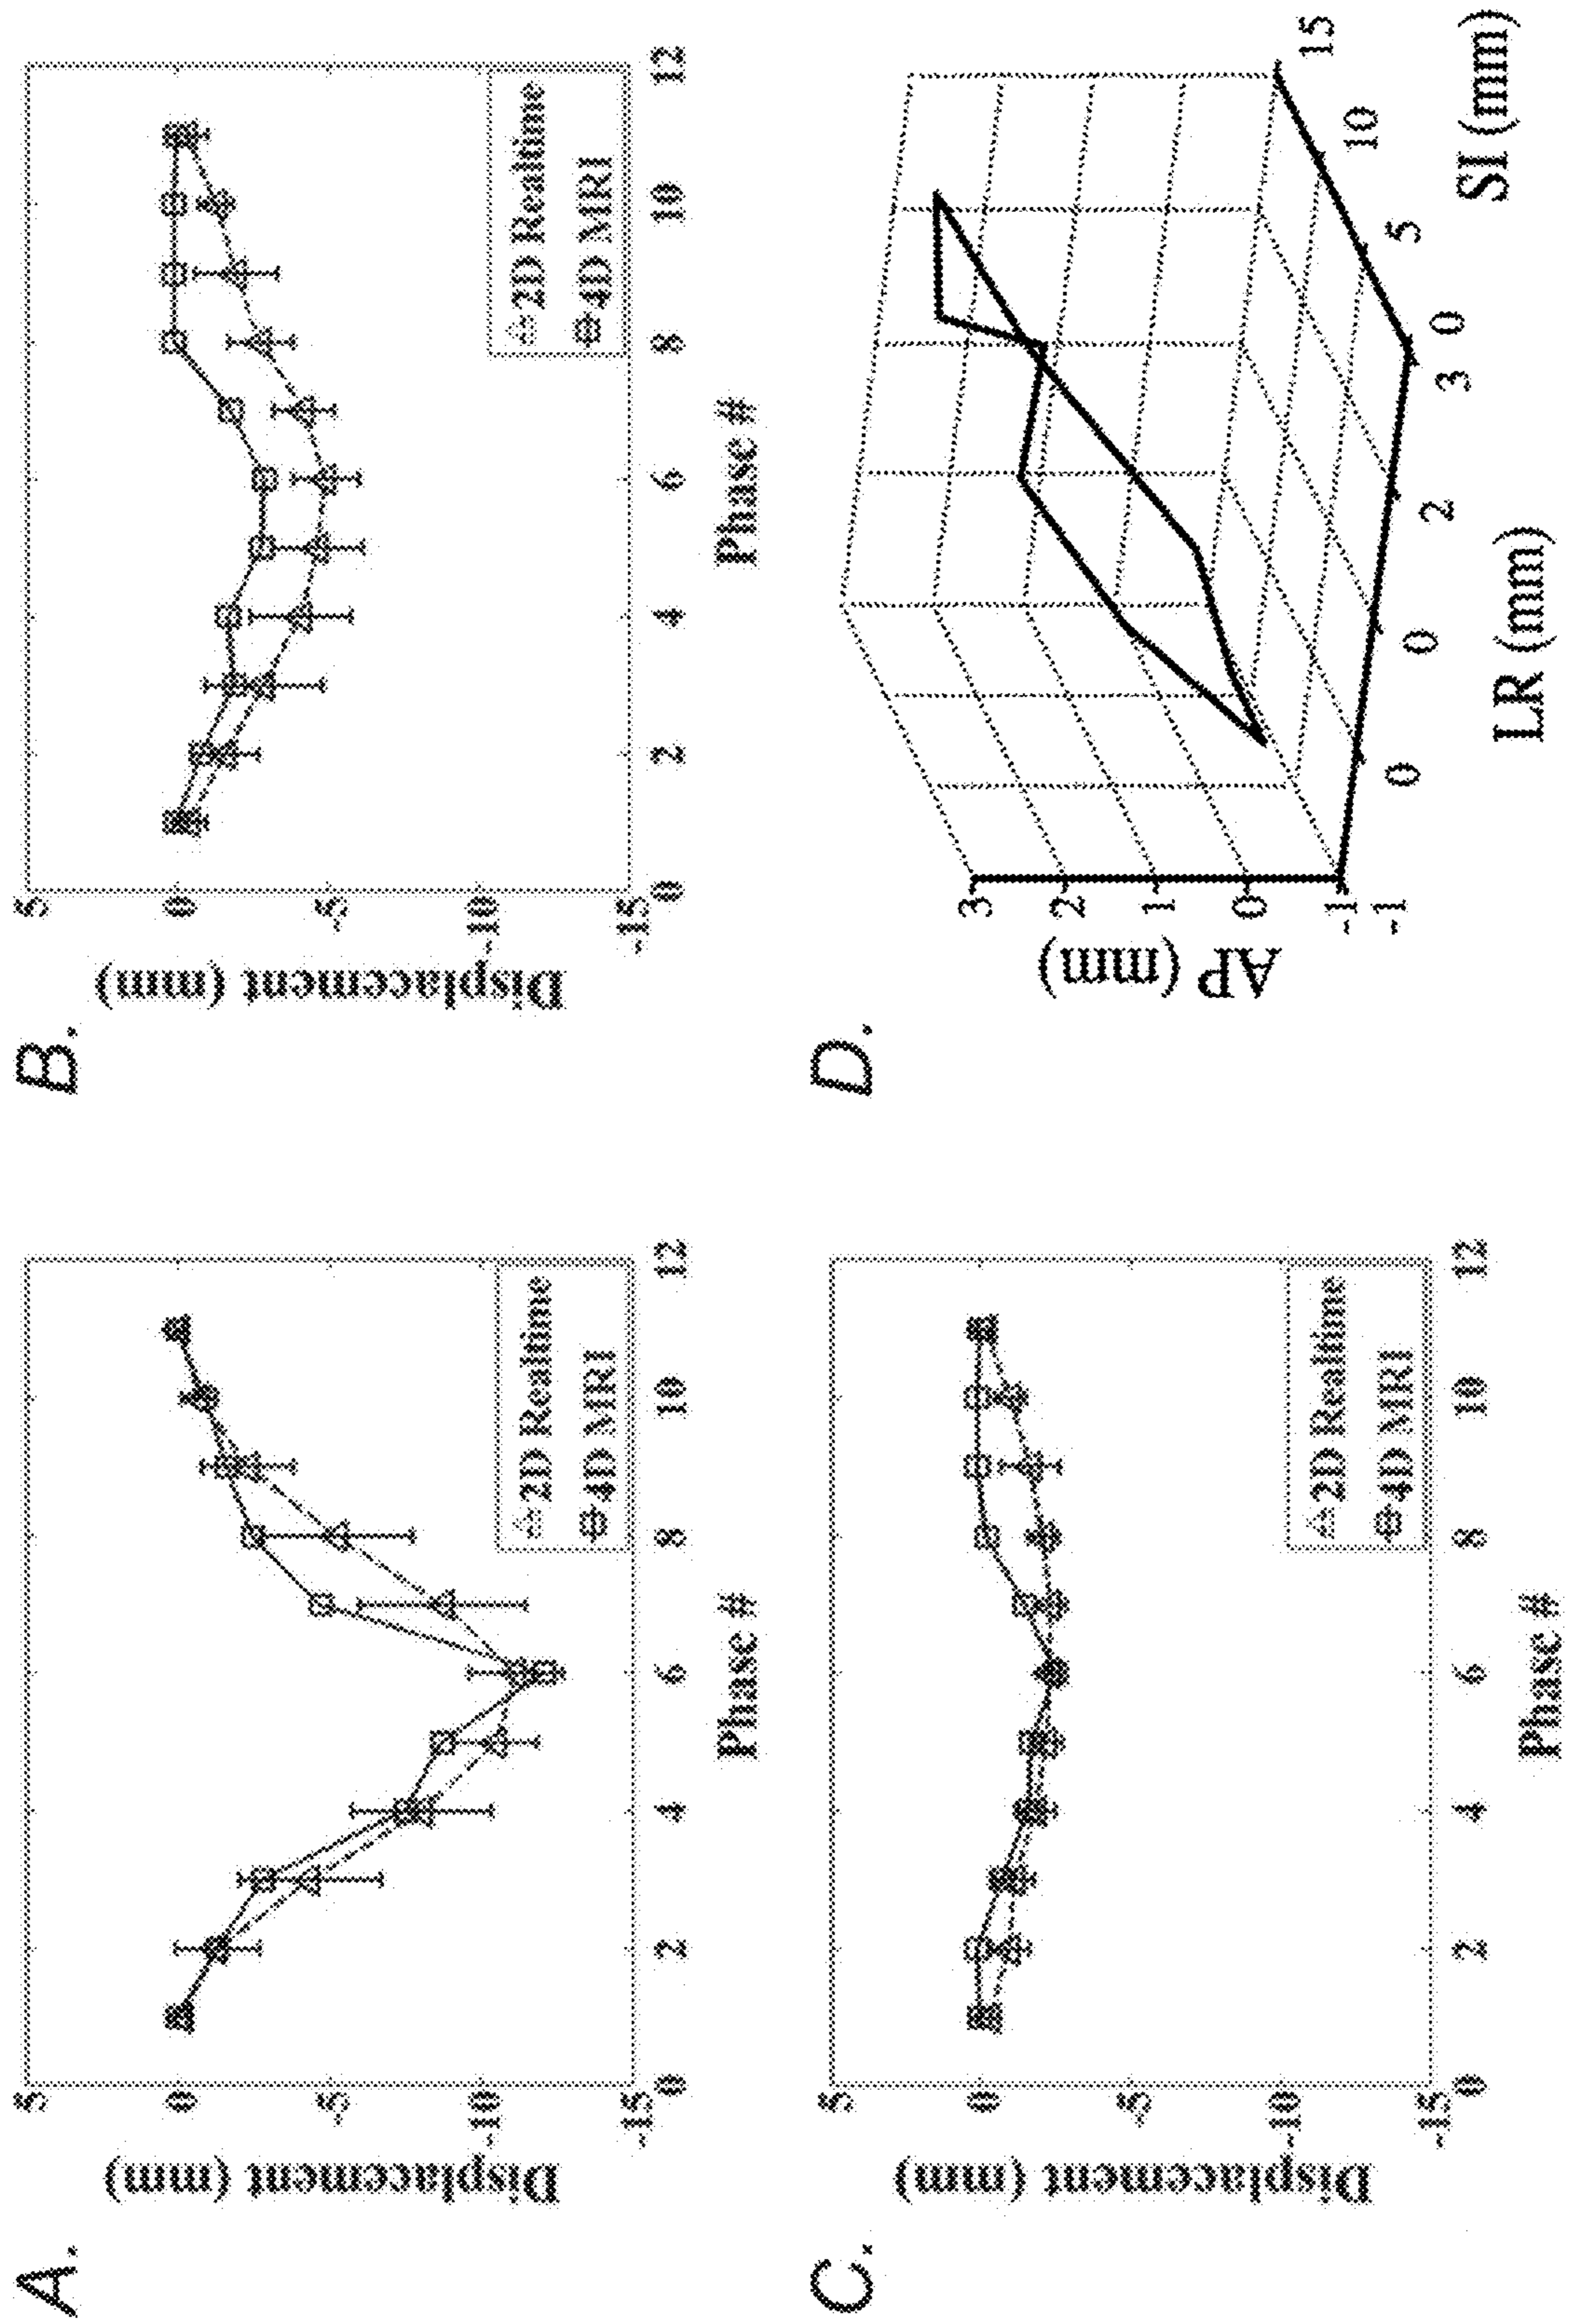 A.
5
0
-5
-10
-15
Displacement (mm)
0 2 4 6 8 10 12
Phase #
2D Realtime
4D MRI
B.
5
0
-5
-10
-15
Displacement (mm)
0 2 4 6 8 10 12
Phase #
2D Realtime
4D MRI
C.
5
0
-5
-10
-15
Displacement (mm)
0 2 4 6 8 10 12
Phase #
2D Realtime
4D MRI
D.
3
2
1
0
-1
AP (mm)
-1 0 0 2 3
LR (mm)
0 5 10 15
SI (mm)